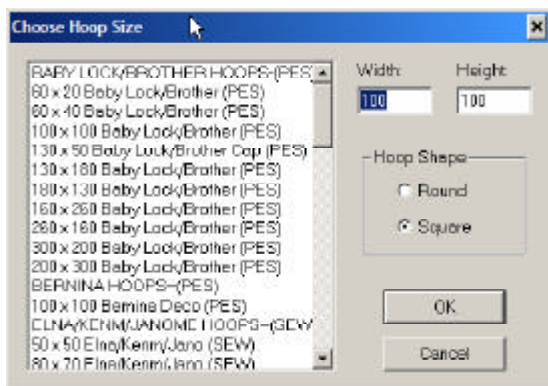 Choose Hoop Size
BABY LOCK/BROTHER HOOPS-(PES)
60 x 20 Baby Lock/Brother (PES)
60 x 40 Baby Lock/Brother (PES)
100 x 100 Baby Lock/Brother (PES)
130 x 50 Baby Lock/Brother Cap (PES)
130 x 180 Baby Lock/Brother (PES)
180 x 130 Baby Lock/Brother (PES)
160 x 260 Baby Lock/Brother (PES)
260 x 160 Baby Lock/Brother (PES)
300 x 200 Baby Lock/Brother (PES)
200 x 300 Baby Lock/Brother (PES)
BERNINA HOOPS-(PES)
100 x 100 Bernina Deco (PES)
ELNA/KENM/JANOME HOOPS-(SEW
50 x 50 Elna/Kenm/Jano (SEW)
80 x 70 Elna/Kenm/Jano (SEW)
Width:
Height:
100
100
Hoop Shape
Round
Square
OK
Cancel